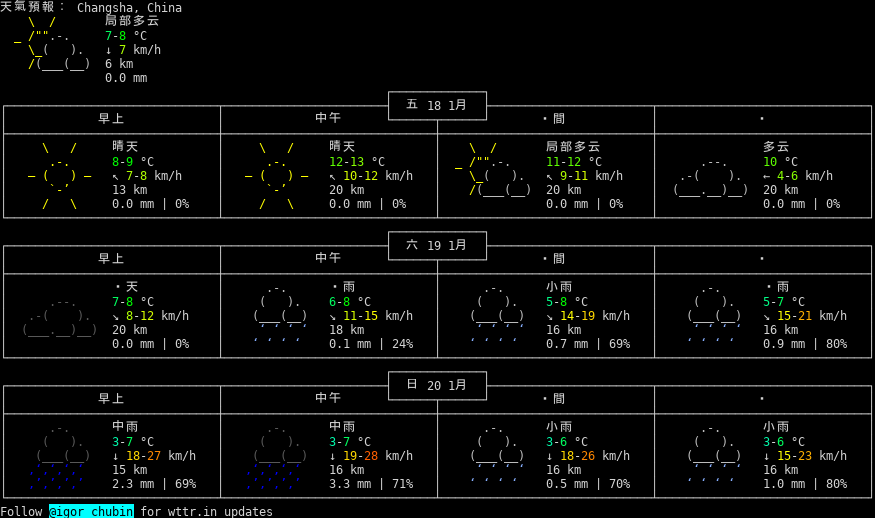 天氣預報： Changsha, China
局部多云
7-8 °C
↓ 7 km/h
6 km
0.0 mm
五 18 1月
早上 中午 ・間 ・
晴天 晴天 局部多云 多云
8-9 °C 12-13 °C 11-12 °C 10 °C
↖ 7-8 km/h ↖ 10-12 km/h ↖ 9-11 km/h ← 4-6 km/h
13 km 20 km 20 km 20 km
0.0 mm | 0% 0.0 mm | 0% 0.0 mm | 0% 0.0 mm | 0%
六 19 1月
早上 中午 ・間 ・
・天 ・雨 小雨 ・雨
7-8 °C 6-8 °C 5-8 °C 5-7 °C
↘ 8-12 km/h ↘ 11-15 km/h ↘ 14-19 km/h ↘ 15-21 km/h
20 km 18 km 16 km 16 km
0.0 mm | 0% 0.1 mm | 24% 0.7 mm | 69% 0.9 mm | 80%
日 20 1月
早上 中午 ・間 ・
中雨 中雨 小雨 小雨
3-7 °C 3-7 °C 3-6 °C 3-6 °C
↓ 18-27 km/h ↓ 19-28 km/h ↓ 18-26 km/h ↓ 15-23 km/h
15 km 16 km 16 km 16 km
2.3 mm | 69% 3.3 mm | 71% 0.5 mm | 70% 1.0 mm | 80%
Follow @igor_chubin for wttr.in updates